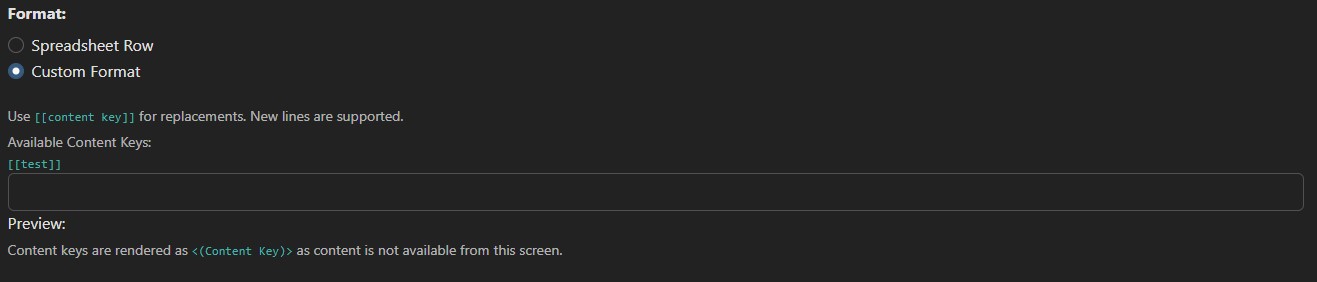 Format:
Spreadsheet Row
Custom Format
Use [[content key]] for replacements. New lines are supported.
Available Content Keys:
[[test]]
Preview:
Content keys are rendered as <(Content Key)> as content is not available from this screen.